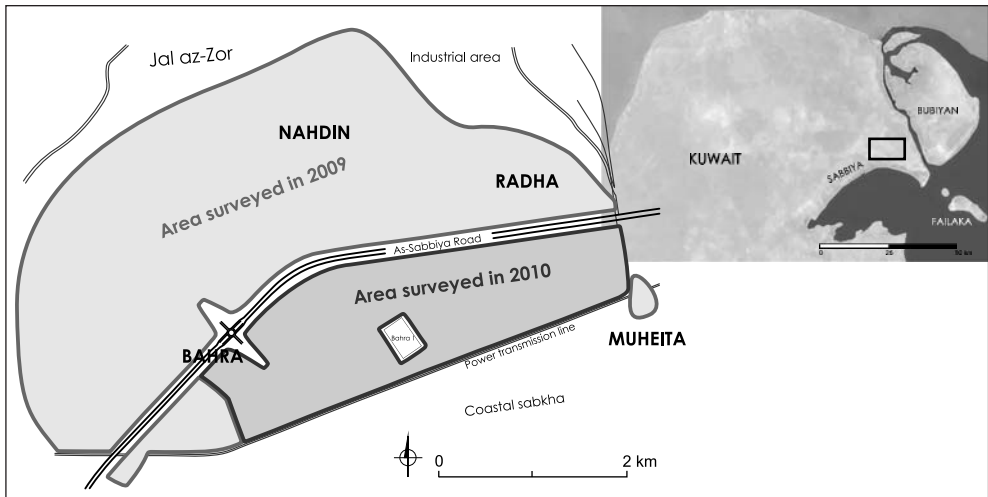 Jal az-Zor
Industrial area
NAHDIN
Area surveyed in 2009
RADHA
As-Sabbiya Road
Area surveyed in 2010
Bahra I
BAHRA
Power transmission line
MUHEITA
Coastal sabkha
0 2 km
KUWAIT
BUBIYAN
SABBIYA
FAILAKA
0 25 50 km